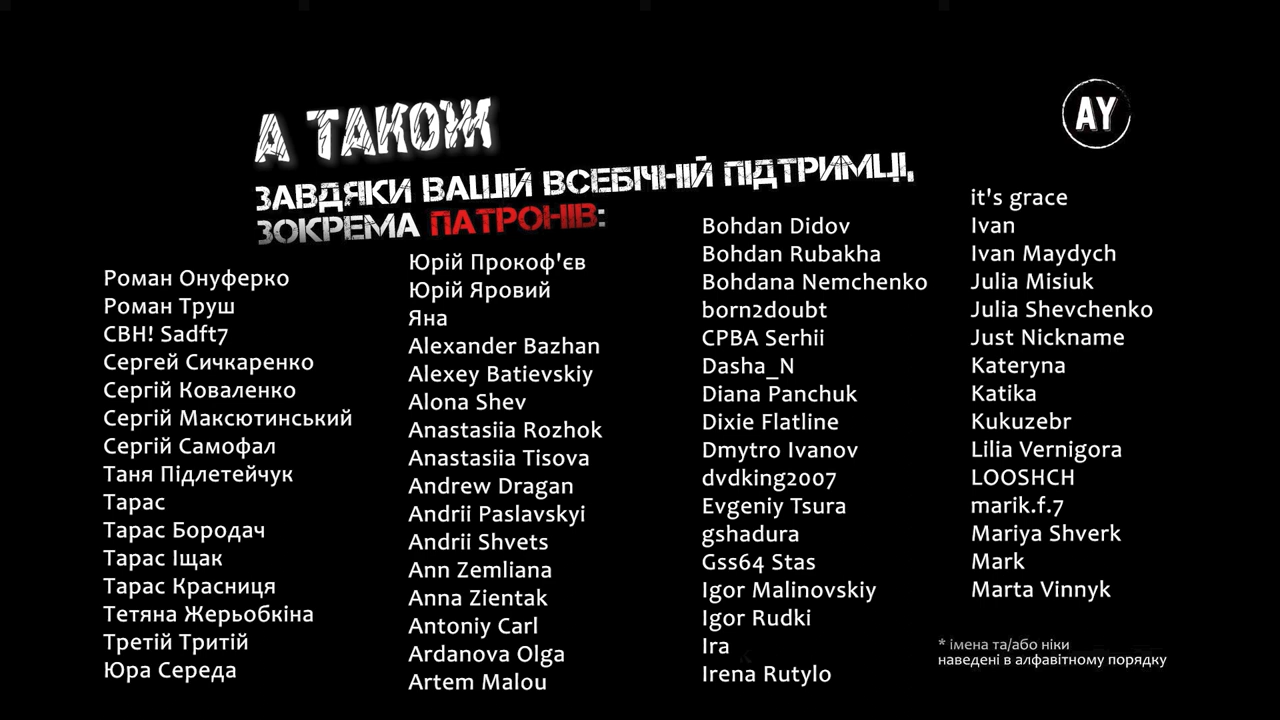 А ТАКОЖ
ЗАВДЯКИ ВАШІЙ ВСЕБІЧНІЙ ПІДТРИМЦІ,
ЗОКРЕМА ПАТРОНІВ:
AY
Роман Онуферко
Роман Труш
СВН! Sadft7
Сергей Сичкаренко
Сергій Коваленко
Сергій Максютинський
Сергій Самофал
Таня Підлетейчук
Тарас
Тарас Бородач
Тарас Іщак
Тарас Красниця
Тетяна Жерьобкіна
Третій Тритій
Юра Середа
Юрій Прокоф'єв
Юрій Яровий
Яна
Alexander Bazhan
Alexey Batievskiy
Alona Shev
Anastasiia Rozhok
Anastasiia Tisova
Andrew Dragan
Andrii Paslavskyi
Andrii Shvets
Ann Zemliana
Anna Zientak
Antoniy Carl
Ardanova Olga
Artem Malou
Bohdan Didov
Bohdan Rubakha
Bohdana Nemchenko
born2doubt
CPBA Serhii
Dasha_N
Diana Panchuk
Dixie Flatline
Dmytro Ivanov
dvdking2007
Evgeniy Tsura
gshadura
Gss64 Stas
Igor Malinovskiy
Igor Rudki
Ira
Irena Rutylo
it's grace
Ivan
Ivan Maydych
Julia Misiuk
Julia Shevchenko
Just Nickname
Kateryna
Katika
Kukuzebr
Lilia Vernigora
LOOSHCH
marik.f.7
Mariya Shverk
Mark
Marta Vinnyk
* імена та/або ніки
наведені в алфавітному порядку